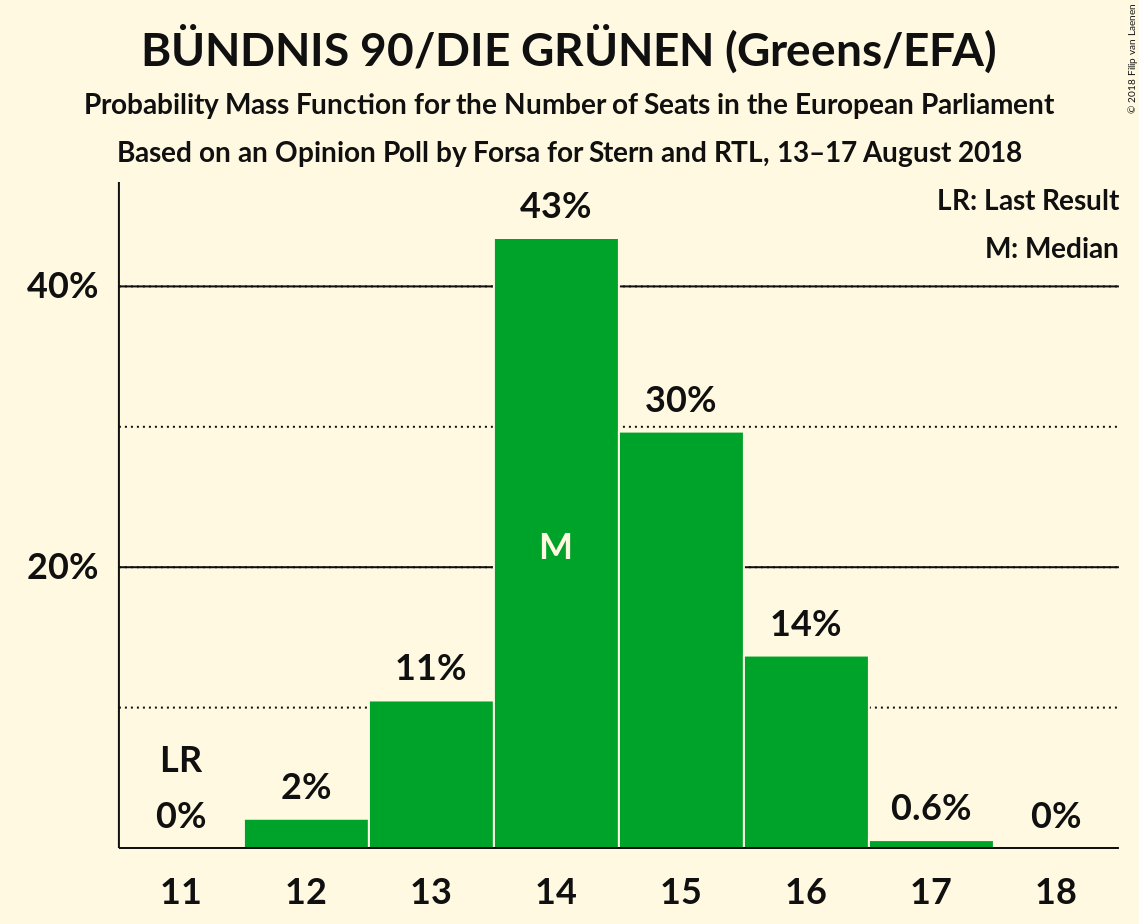 BÜNDNIS 90/DIE GRÜNEN (Greens/EFA)
Probability Mass Function for the Number of Seats in the European Parliament
Based on an Opinion Poll by Forsa for Stern and RTL, 13–17 August 2018
© 2018 Filip van Laenen
LR: Last Result
M: Median
43%
40%
30%
M
20%
14%
11%
LR
2%
0%
0.6%
0%
11 12 13 14 15 16 17 18